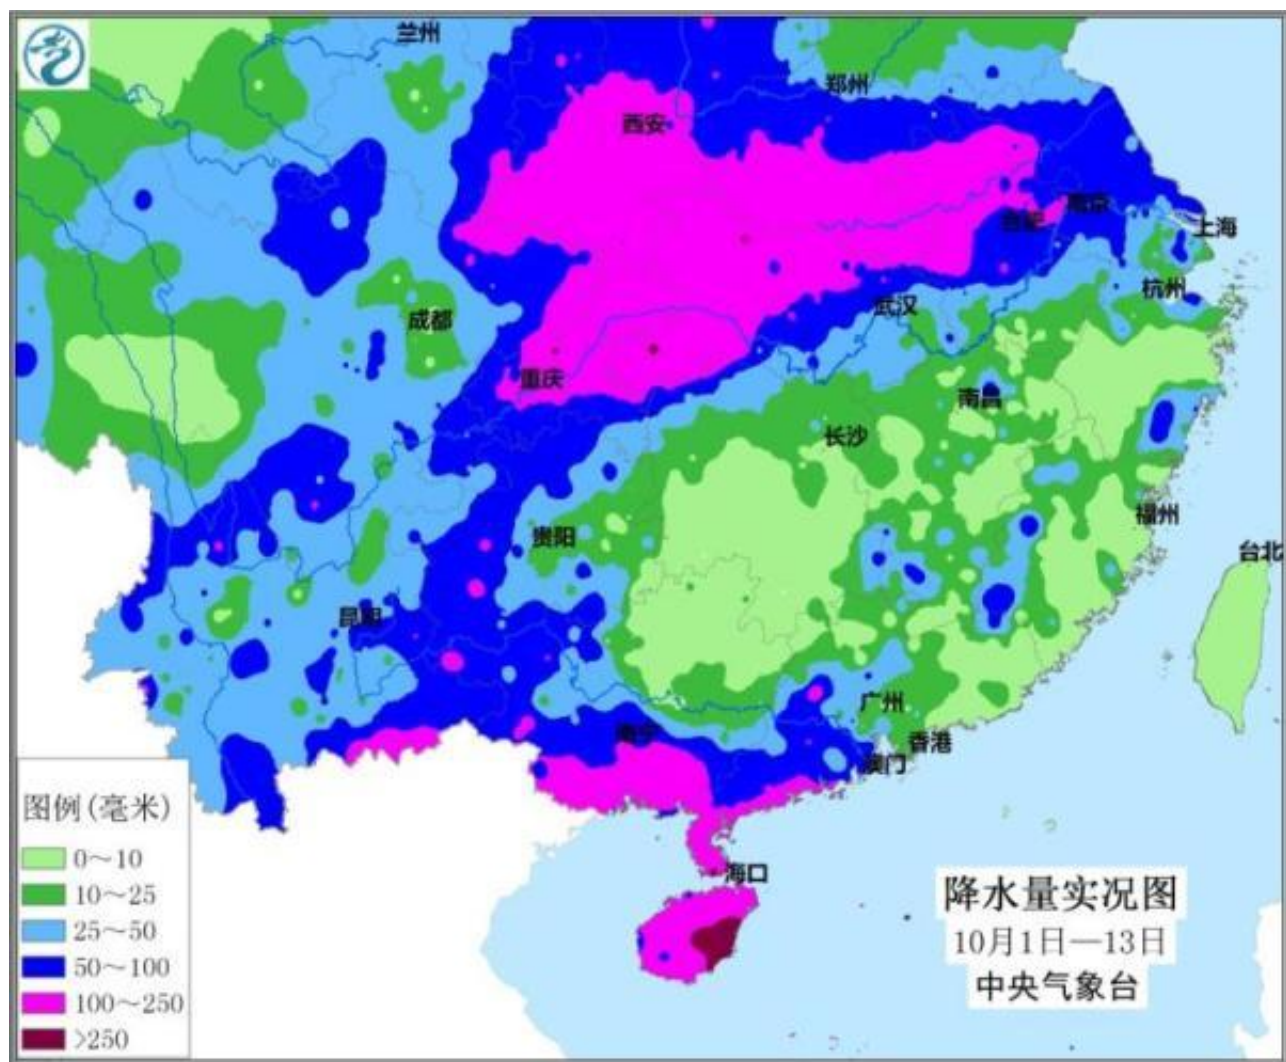 兰州
郑州
西安
南京
合肥
上海
杭州
武汉
成都
重庆
南昌
长沙
福州
贵阳
台北
昆明
广州
南宁
香港
澳门
海口
图例(毫米)
0～10
10～25
25～50
50～100
100～250
>250
降水量实况图
10月1日—13日
中央气象台